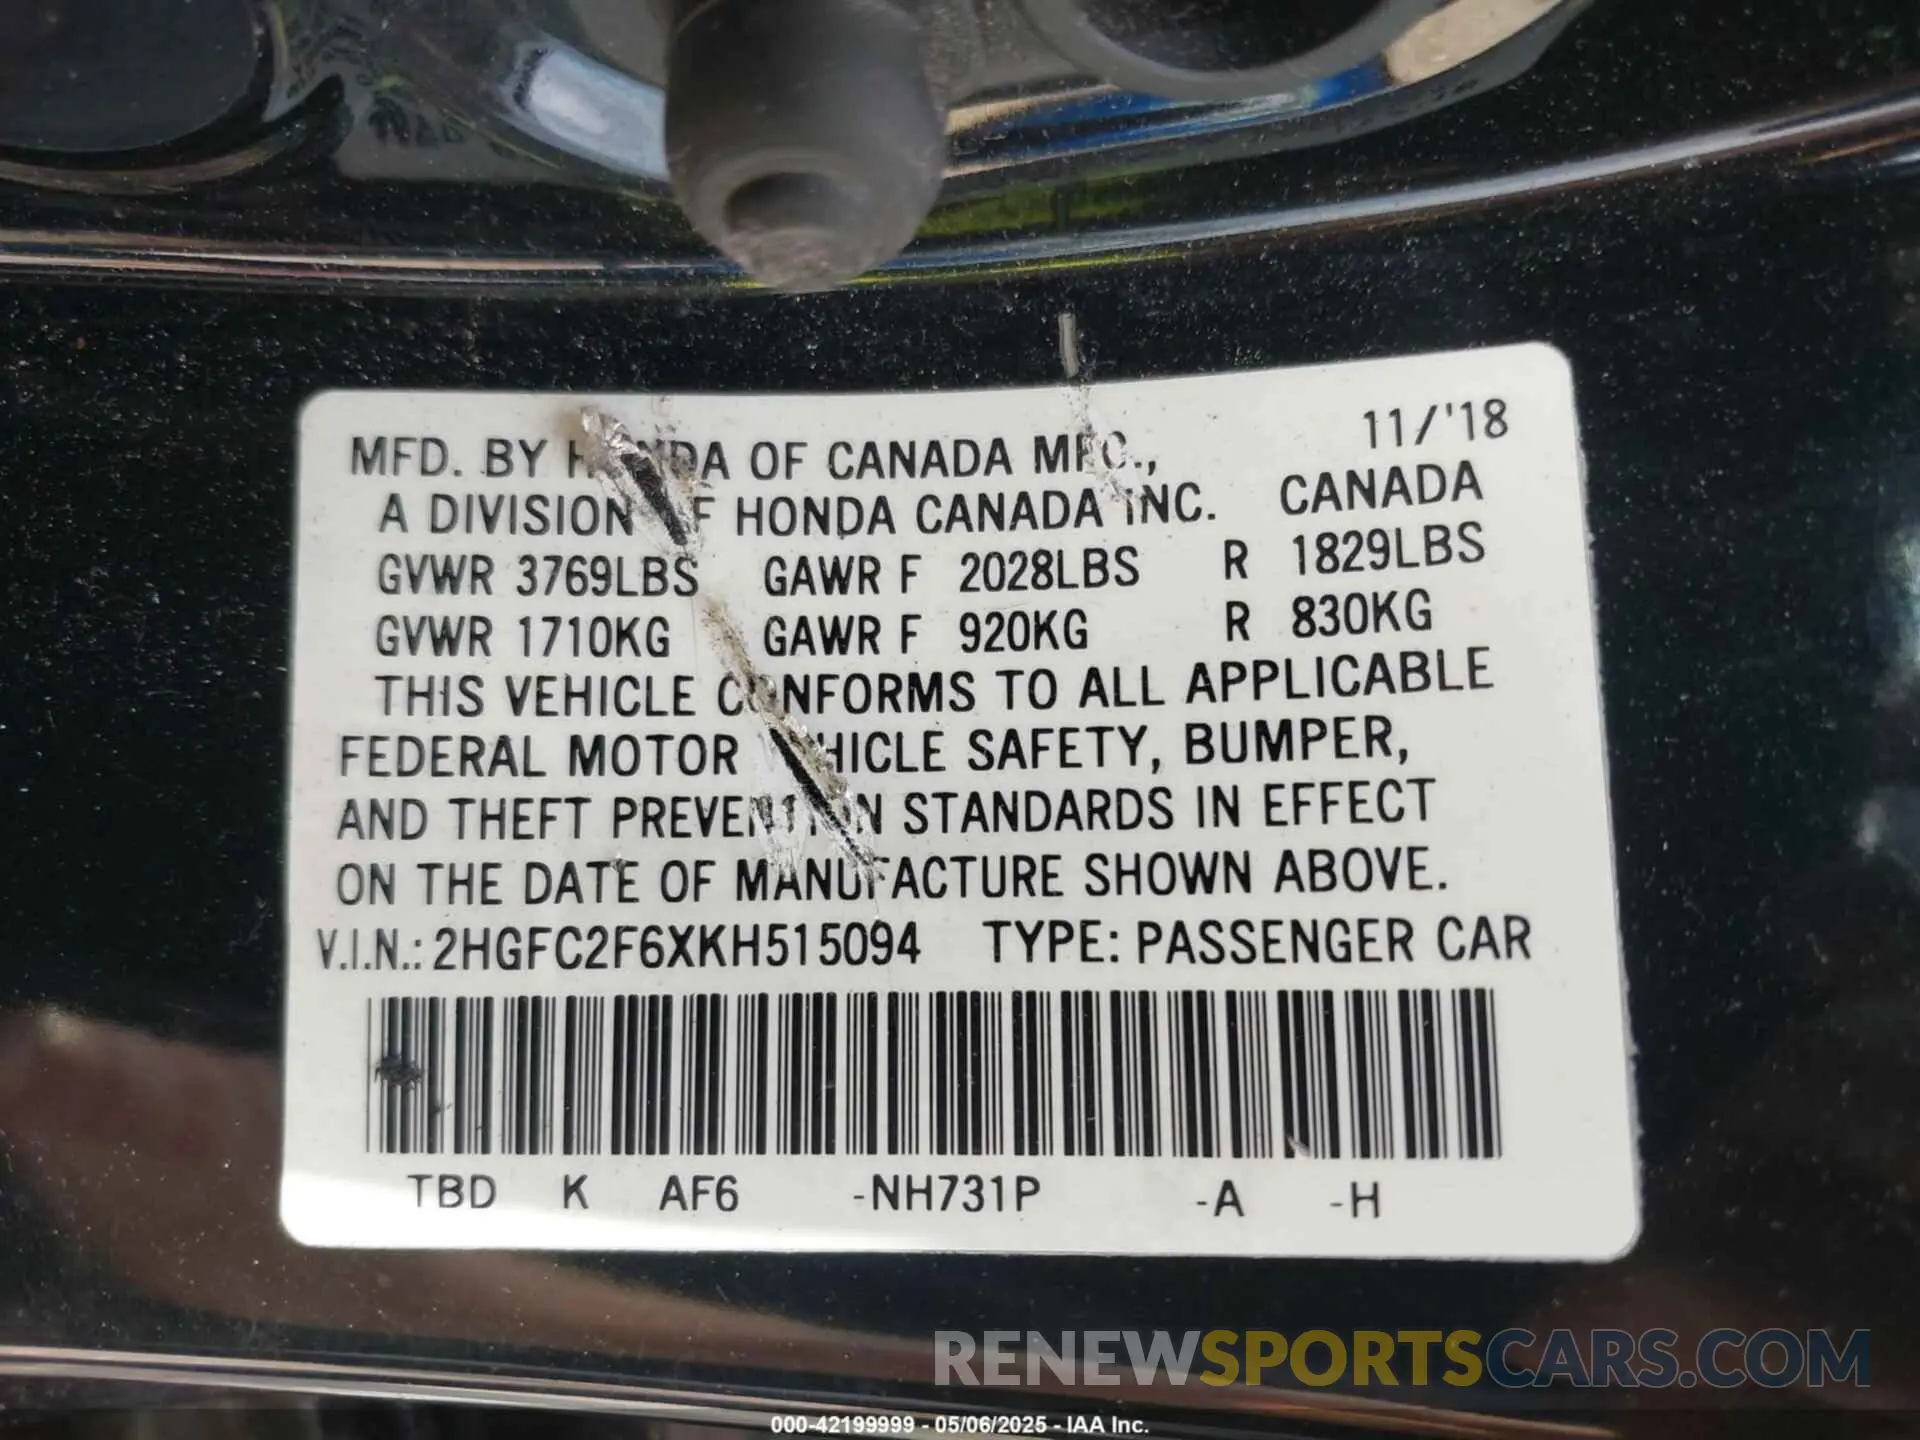 MFD. BY HONDA OF CANADA MFG., 11/'18
A DIVISION OF HONDA CANADA INC. CANADA
GVWR 3769LBS GAWR F 2028LBS R 1829LBS
GVWR 1710KG GAWR F 920KG R 830KG
THIS VEHICLE CONFORMS TO ALL APPLICABLE
FEDERAL MOTOR VEHICLE SAFETY, BUMPER,
AND THEFT PREVENTION STANDARDS IN EFFECT
ON THE DATE OF MANUFACTURE SHOWN ABOVE.
V.I.N.: 2HGFC2F6XKH515094 TYPE: PASSENGER CAR
TBD K AF6 -NH731P -A -H
RENEWSPORTSCARS.COM
000-42199999 - 05/06/2025 - IAA Inc.